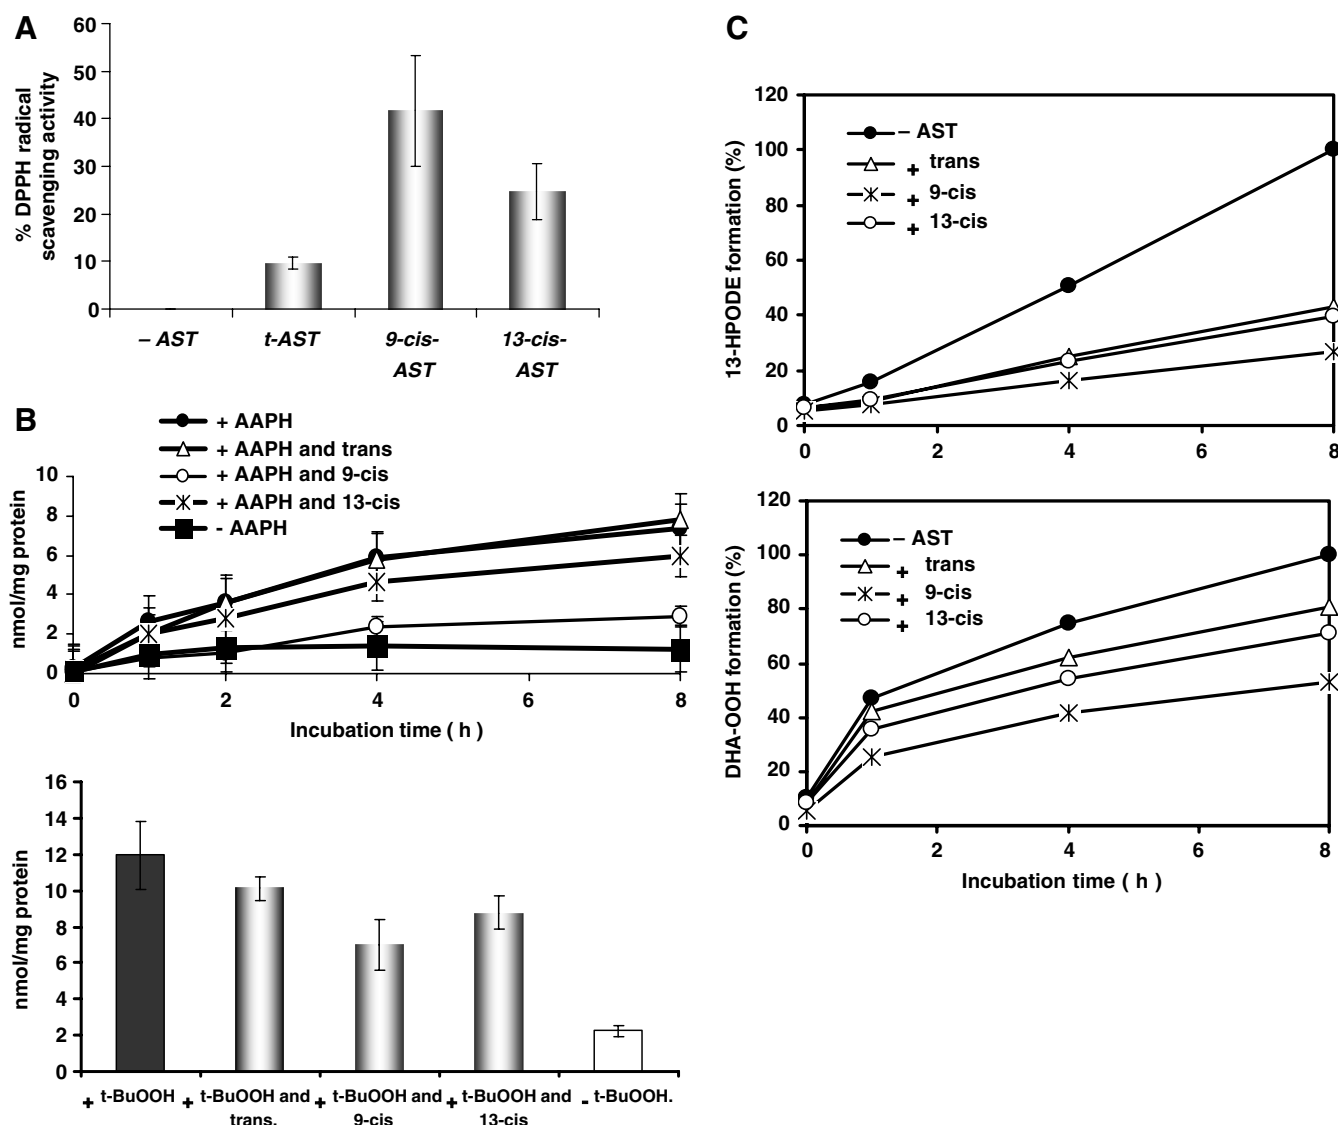 A
60
50
40
30
20
10
0
% DPPH radical
scavenging activity
– AST
t-AST
9-cis-
AST
13-cis-
AST
B
+ AAPH
+ AAPH and trans
+ AAPH and 9-cis
+ AAPH and 13-cis
- AAPH
10
8
6
4
2
0
nmol/mg protein
0
2
4
6
8
Incubation time ( h )
16
14
12
10
8
6
4
2
0
nmol/mg protein
+ t-BuOOH
+ t-BuOOH and
trans.
+ t-BuOOH and
9-cis
+ t-BuOOH and
13-cis
- t-BuOOH.
C
120
100
80
60
40
20
0
13-HPODE formation (%)
– AST
+ trans
+ 9-cis
+ 13-cis
0
2
4
6
8
120
100
80
60
40
20
0
DHA-OOH formation (%)
– AST
+ trans
+ 9-cis
+ 13-cis
0
2
4
6
8
Incubation time ( h )